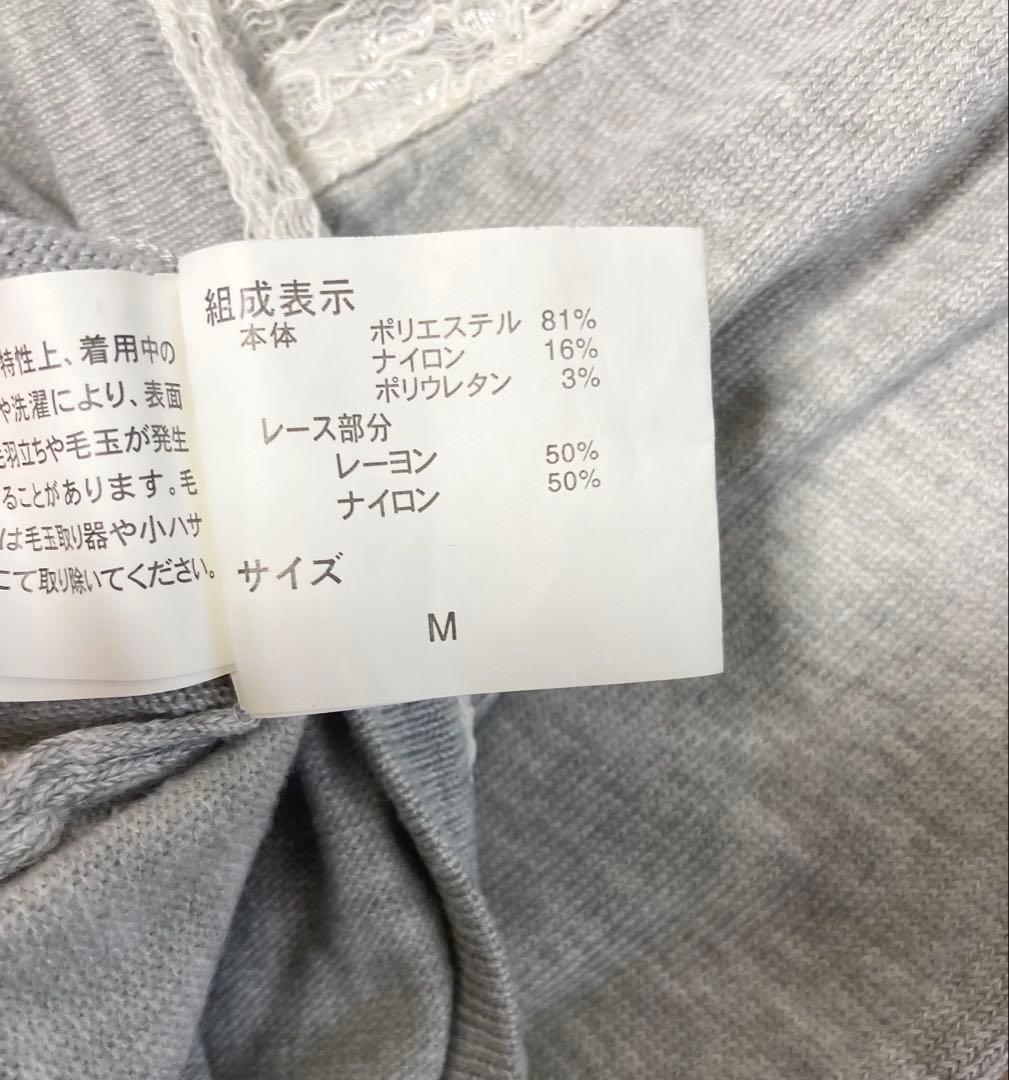 組成表示
本体 ポリエステル 81%
ナイロン 16%
ポリウレタン 3%
レース部分
レーヨン 50%
ナイロン 50%
サイズ
M
特性上、着用中の
や洗濯により、表面
毛羽立ちや毛玉が発生
ることがあります。毛
は毛玉取り器や小ハサ
にて取り除いてください。